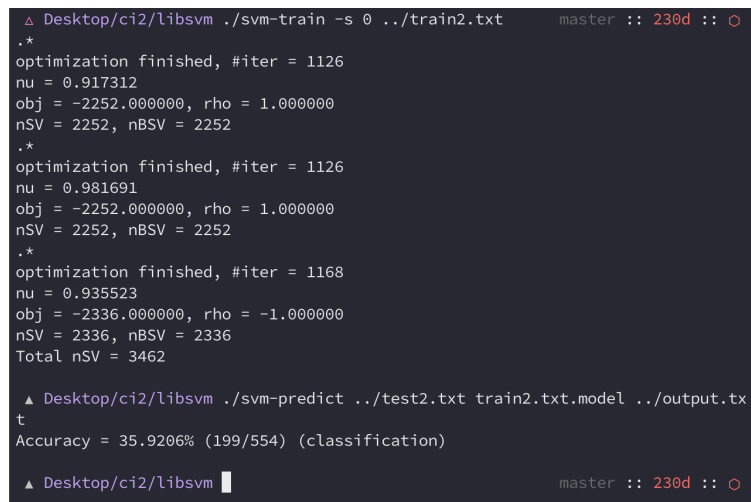 △ Desktop/ci2/libsvm ./svm-train -s 0 ../train2.txt master :: 230d :: ⬡
.*
optimization finished, #iter = 1126
nu = 0.917312
obj = -2252.000000, rho = 1.000000
nSV = 2252, nBSV = 2252
.*
optimization finished, #iter = 1126
nu = 0.981691
obj = -2252.000000, rho = 1.000000
nSV = 2252, nBSV = 2252
.*
optimization finished, #iter = 1168
nu = 0.935523
obj = -2336.000000, rho = -1.000000
nSV = 2336, nBSV = 2336
Total nSV = 3462
▲ Desktop/ci2/libsvm ./svm-predict ../test2.txt train2.txt.model ../output.tx
t
Accuracy = 35.9206% (199/554) (classification)
▲ Desktop/ci2/libsvm master :: 230d :: ⬡